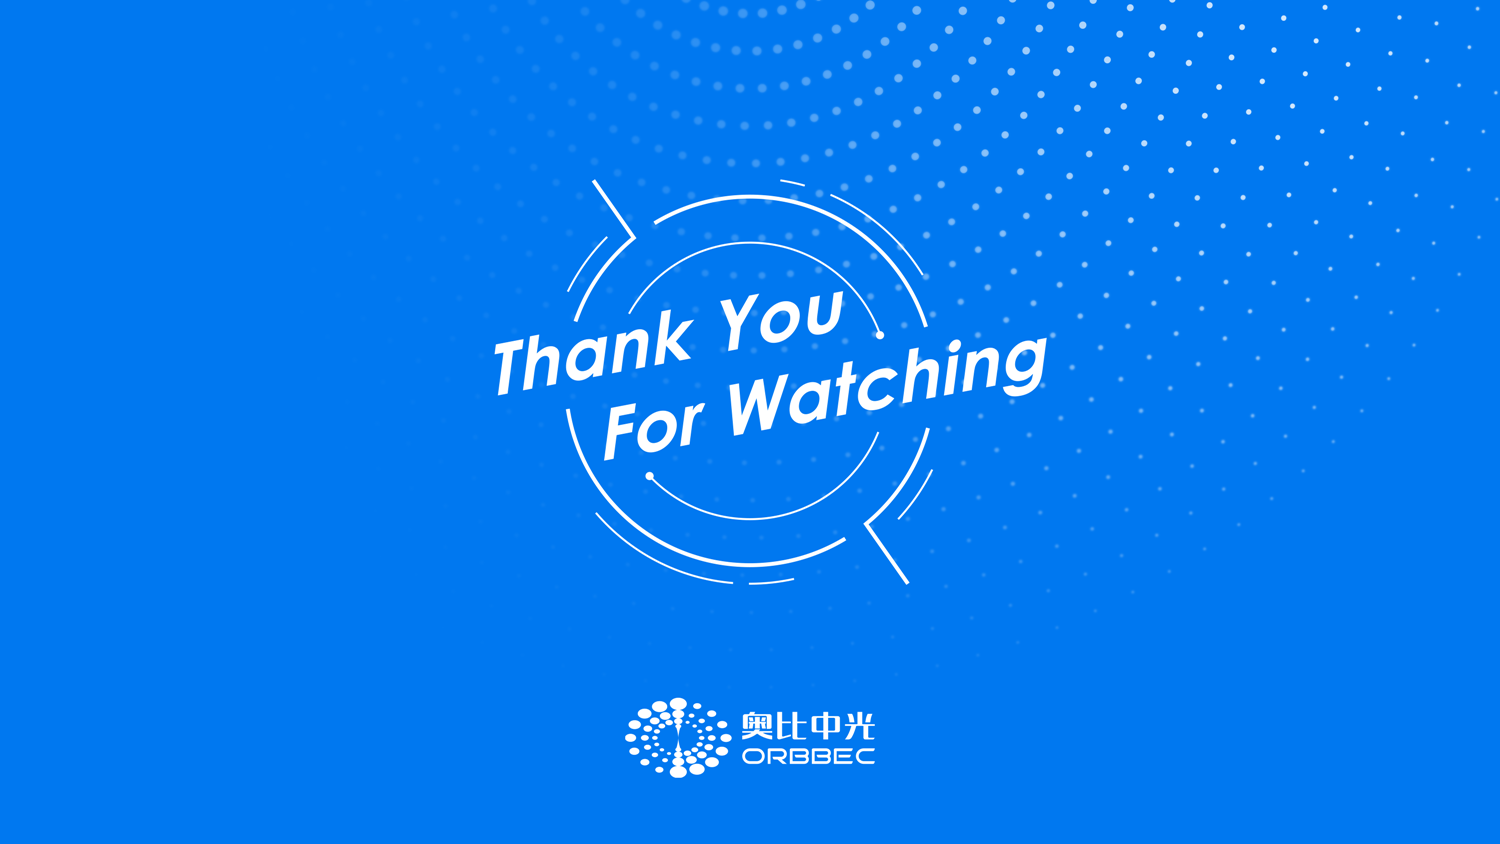 Thank You
For Watching
奥比中光
ORBBEC